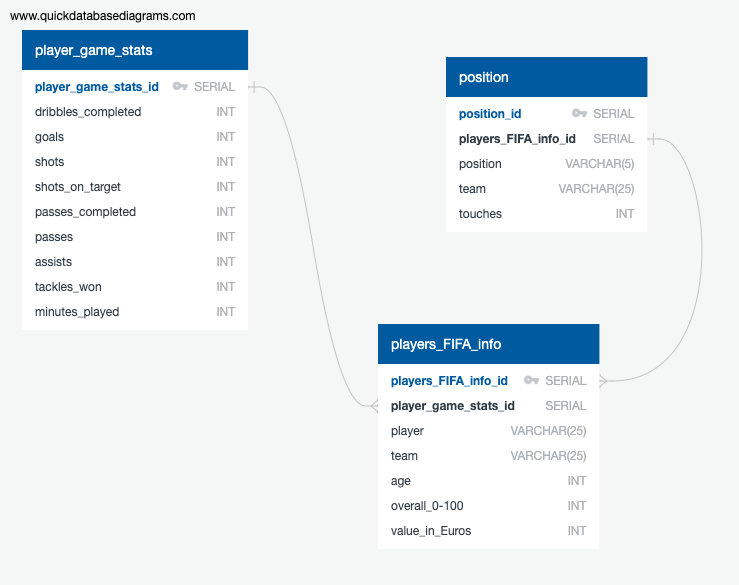 www.quickdatabasediagrams.com
player_game_stats
player_game_stats_id SERIAL
dribbles_completed INT
goals INT
shots INT
shots_on_target INT
passes_completed INT
passes INT
assists INT
tackles_won INT
minutes_played INT
position
position_id SERIAL
players_FIFA_info_id SERIAL
position VARCHAR(5)
team VARCHAR(25)
touches INT
players_FIFA_info
players_FIFA_info_id SERIAL
player_game_stats_id SERIAL
player VARCHAR(25)
team VARCHAR(25)
age INT
overall_0-100 INT
value_in_Euros INT